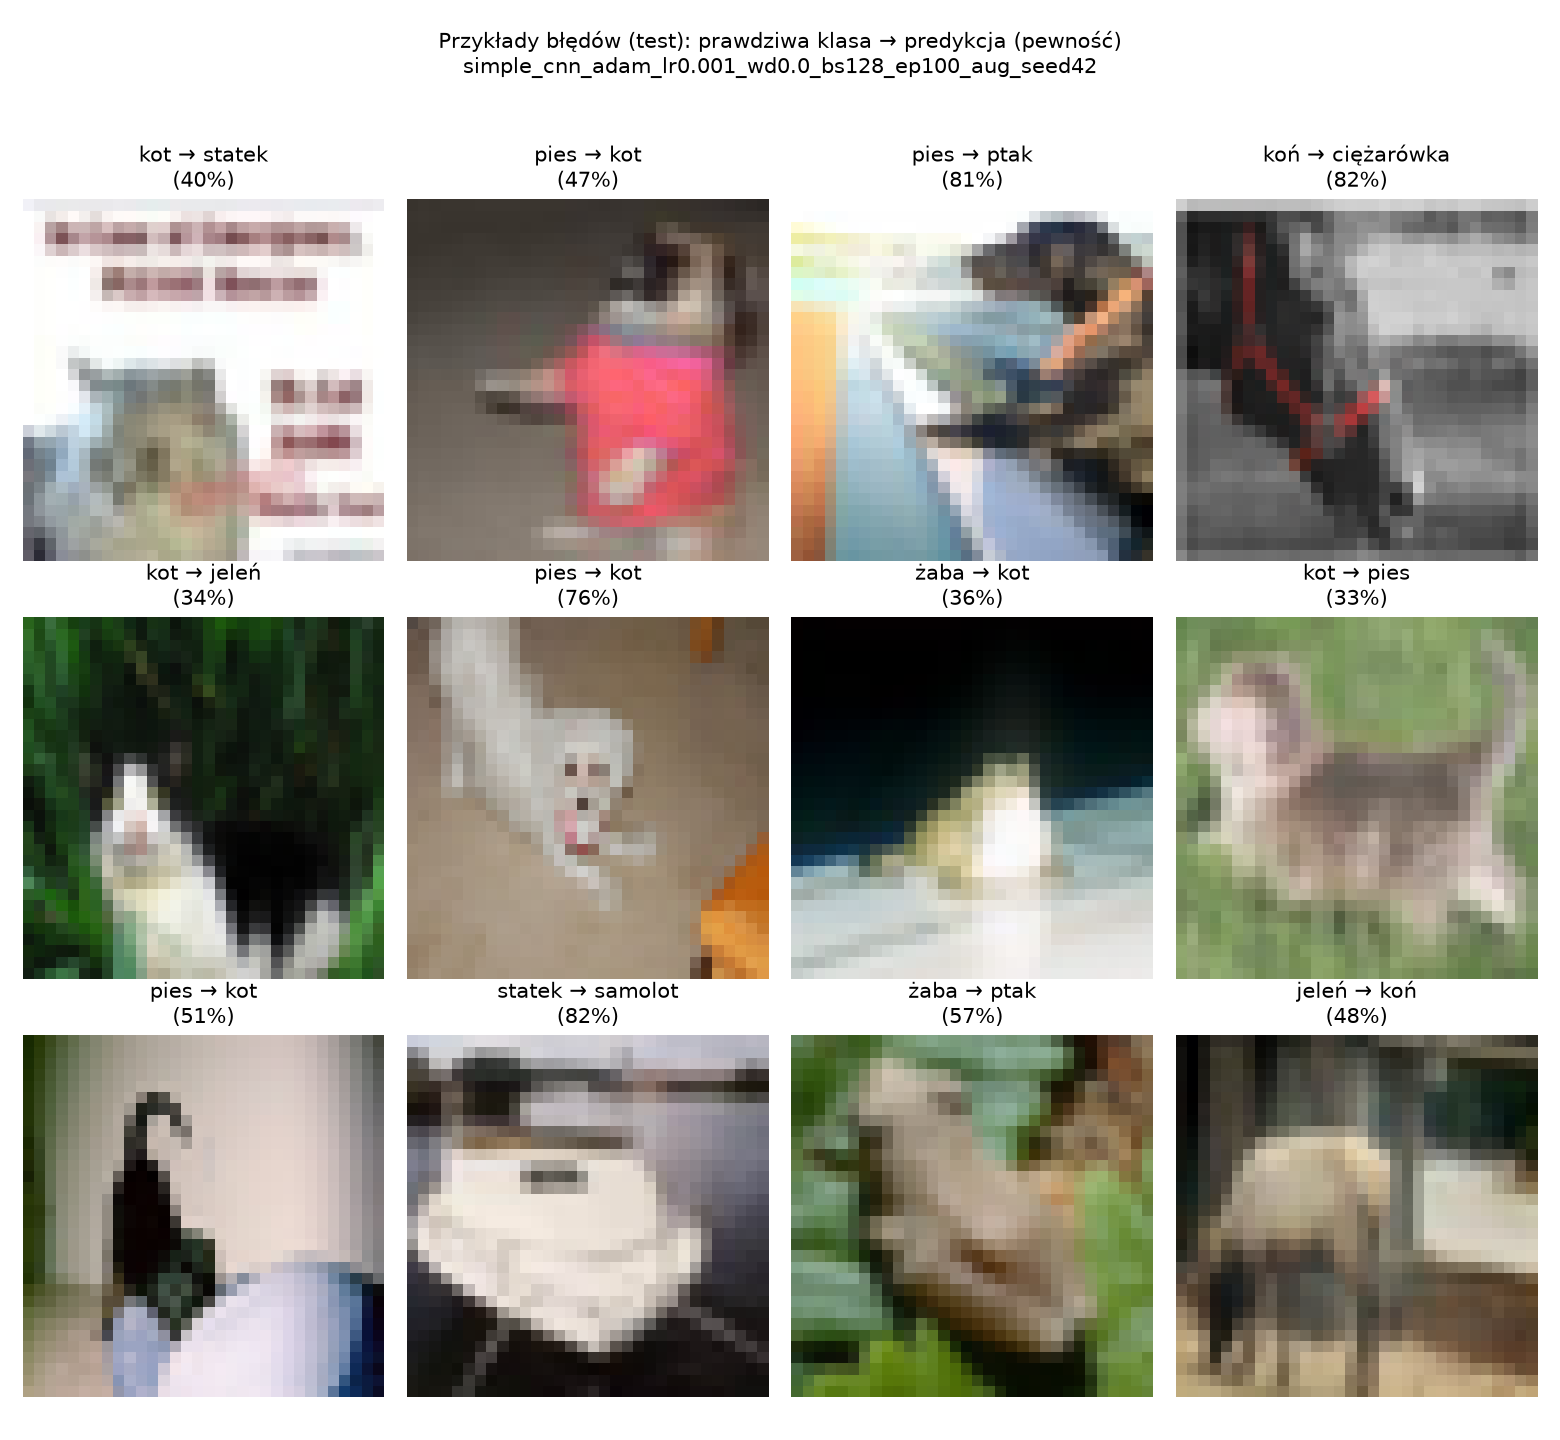 Przykłady błędów (test): prawdziwa klasa → predykcja (pewność)
simple_cnn_adam_lr0.001_wd0.0_bs128_ep100_aug_seed42
kot → statek
(40%)
pies → kot
(47%)
pies → ptak
(81%)
koń → ciężarówka
(82%)
kot → jeleń
(34%)
pies → kot
(76%)
żaba → kot
(36%)
kot → pies
(33%)
pies → kot
(51%)
statek → samolot
(82%)
żaba → ptak
(57%)
jeleń → koń
(48%)